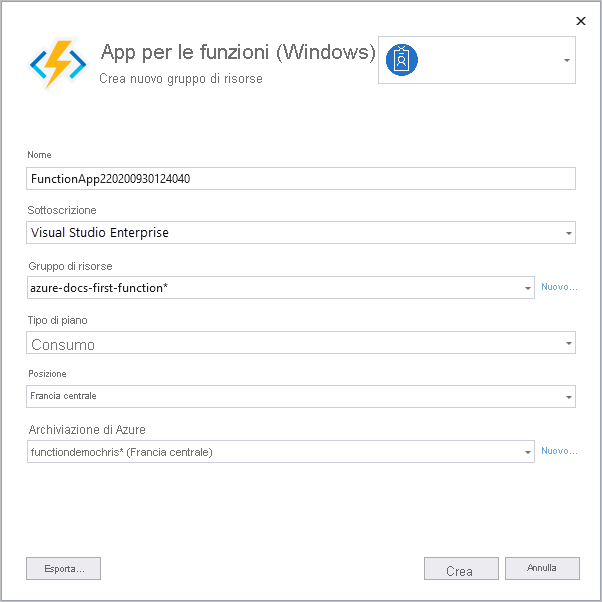 App per le funzioni (Windows)
Crea nuovo gruppo di risorse
Nome
FunctionApp220200930124040
Sottoscrizione
Visual Studio Enterprise
Gruppo di risorse
azure-docs-first-function*
Nuovo...
Tipo di piano
Consumo
Posizione
Francia centrale
Archiviazione di Azure
functiondemochris* (Francia centrale)
Nuovo...
Esporta...
Crea
Annulla